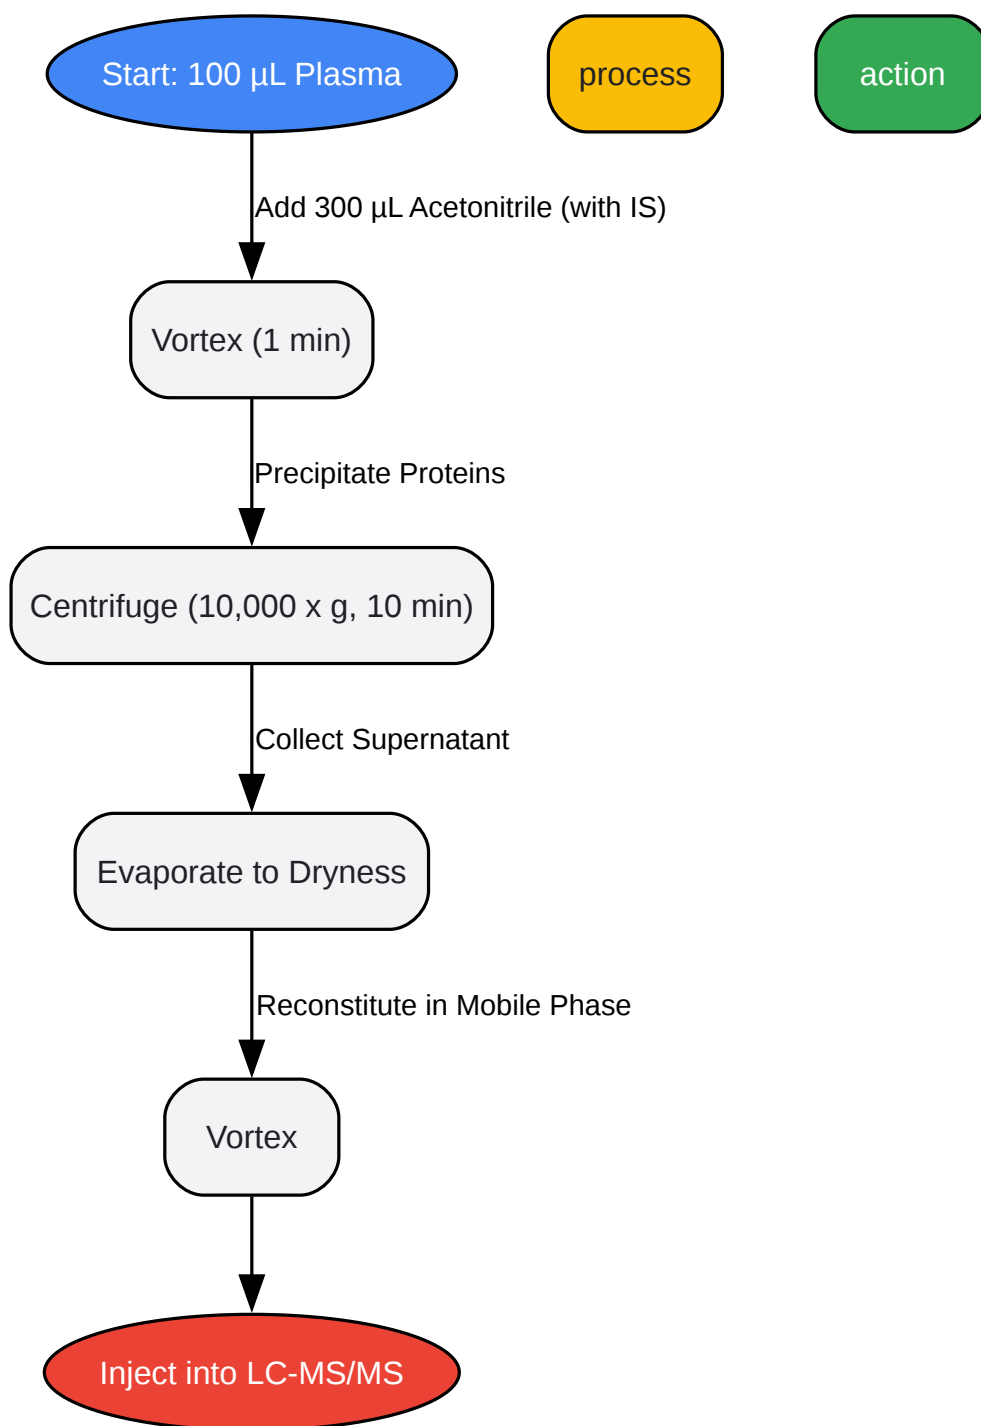 Start: 100 µL Plasma
process
action
Add 300 µL Acetonitrile (with IS)
Vortex (1 min)
Precipitate Proteins
Centrifuge (10,000 x g, 10 min)
Collect Supernatant
Evaporate to Dryness
Reconstitute in Mobile Phase
Vortex
Inject into LC-MS/MS